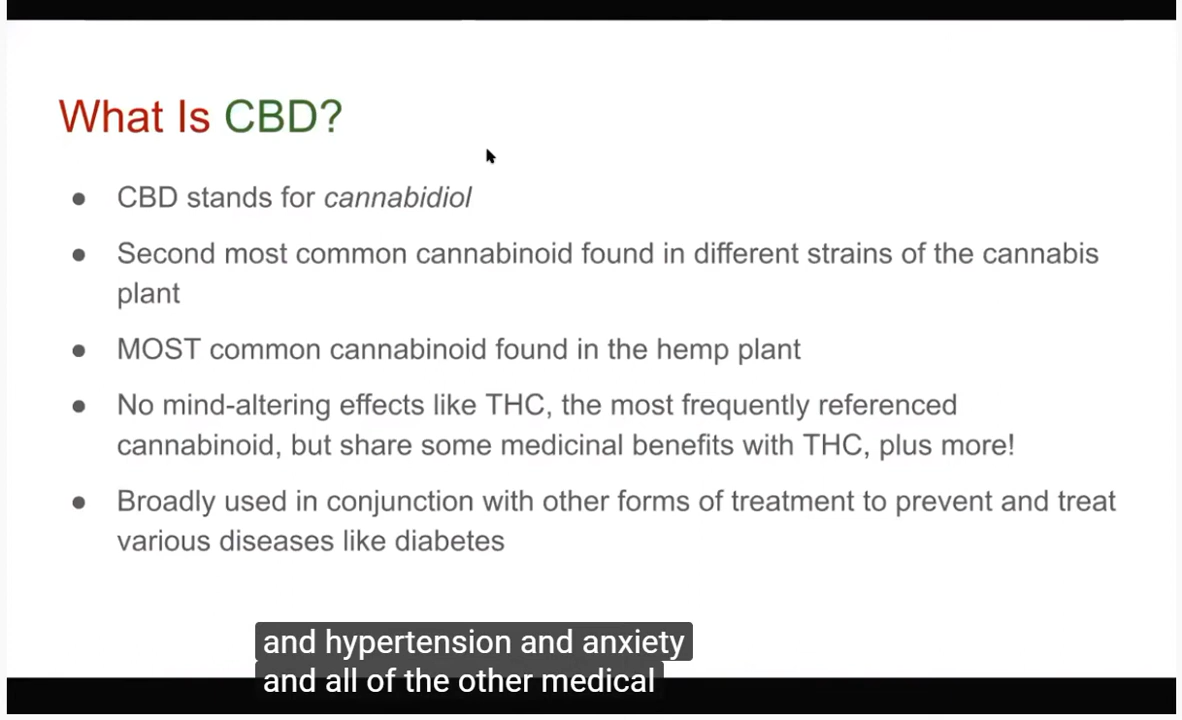 What Is CBD?
● CBD stands for cannabidiol
● Second most common cannabinoid found in different strains of the cannabis
plant
● MOST common cannabinoid found in the hemp plant
● No mind-altering effects like THC, the most frequently referenced
cannabinoid, but share some medicinal benefits with THC, plus more!
● Broadly used in conjunction with other forms of treatment to prevent and treat
various diseases like diabetes
and hypertension and anxiety
and all of the other medical